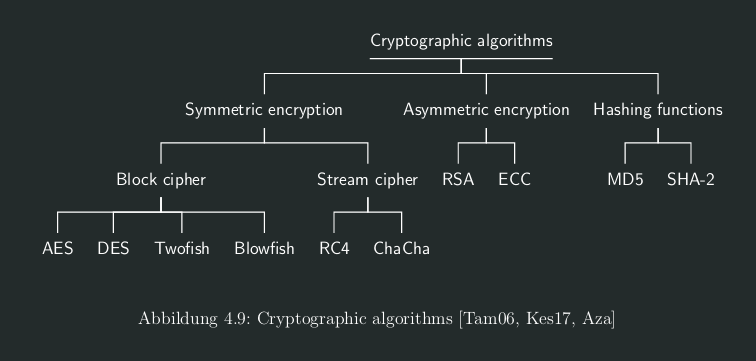 Cryptographic algorithms
Symmetric encryption Asymmetric encryption Hashing functions
Block cipher Stream cipher RSA ECC MD5 SHA-2
AES DES Twofish Blowfish RC4 ChaCha
Abbildung 4.9: Cryptographic algorithms [Tam06, Kes17, Aza]